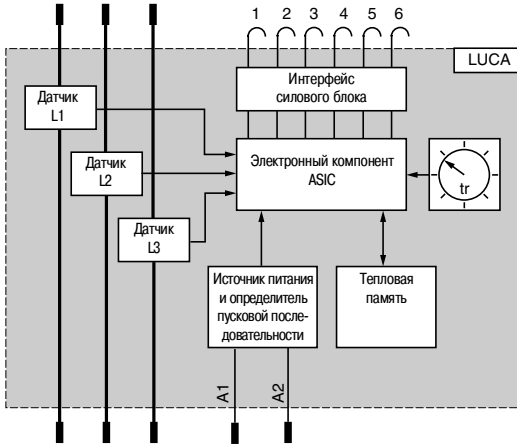 1 2 3 4 5 6
LUCA
Интерфейс
силового блока
Датчик
L1
Датчик
L2
Датчик
L3
Электронный компонент
ASIC
tr
Источник питания
и определитель
пусковой после-
довательности
Тепловая
память
A1
A2